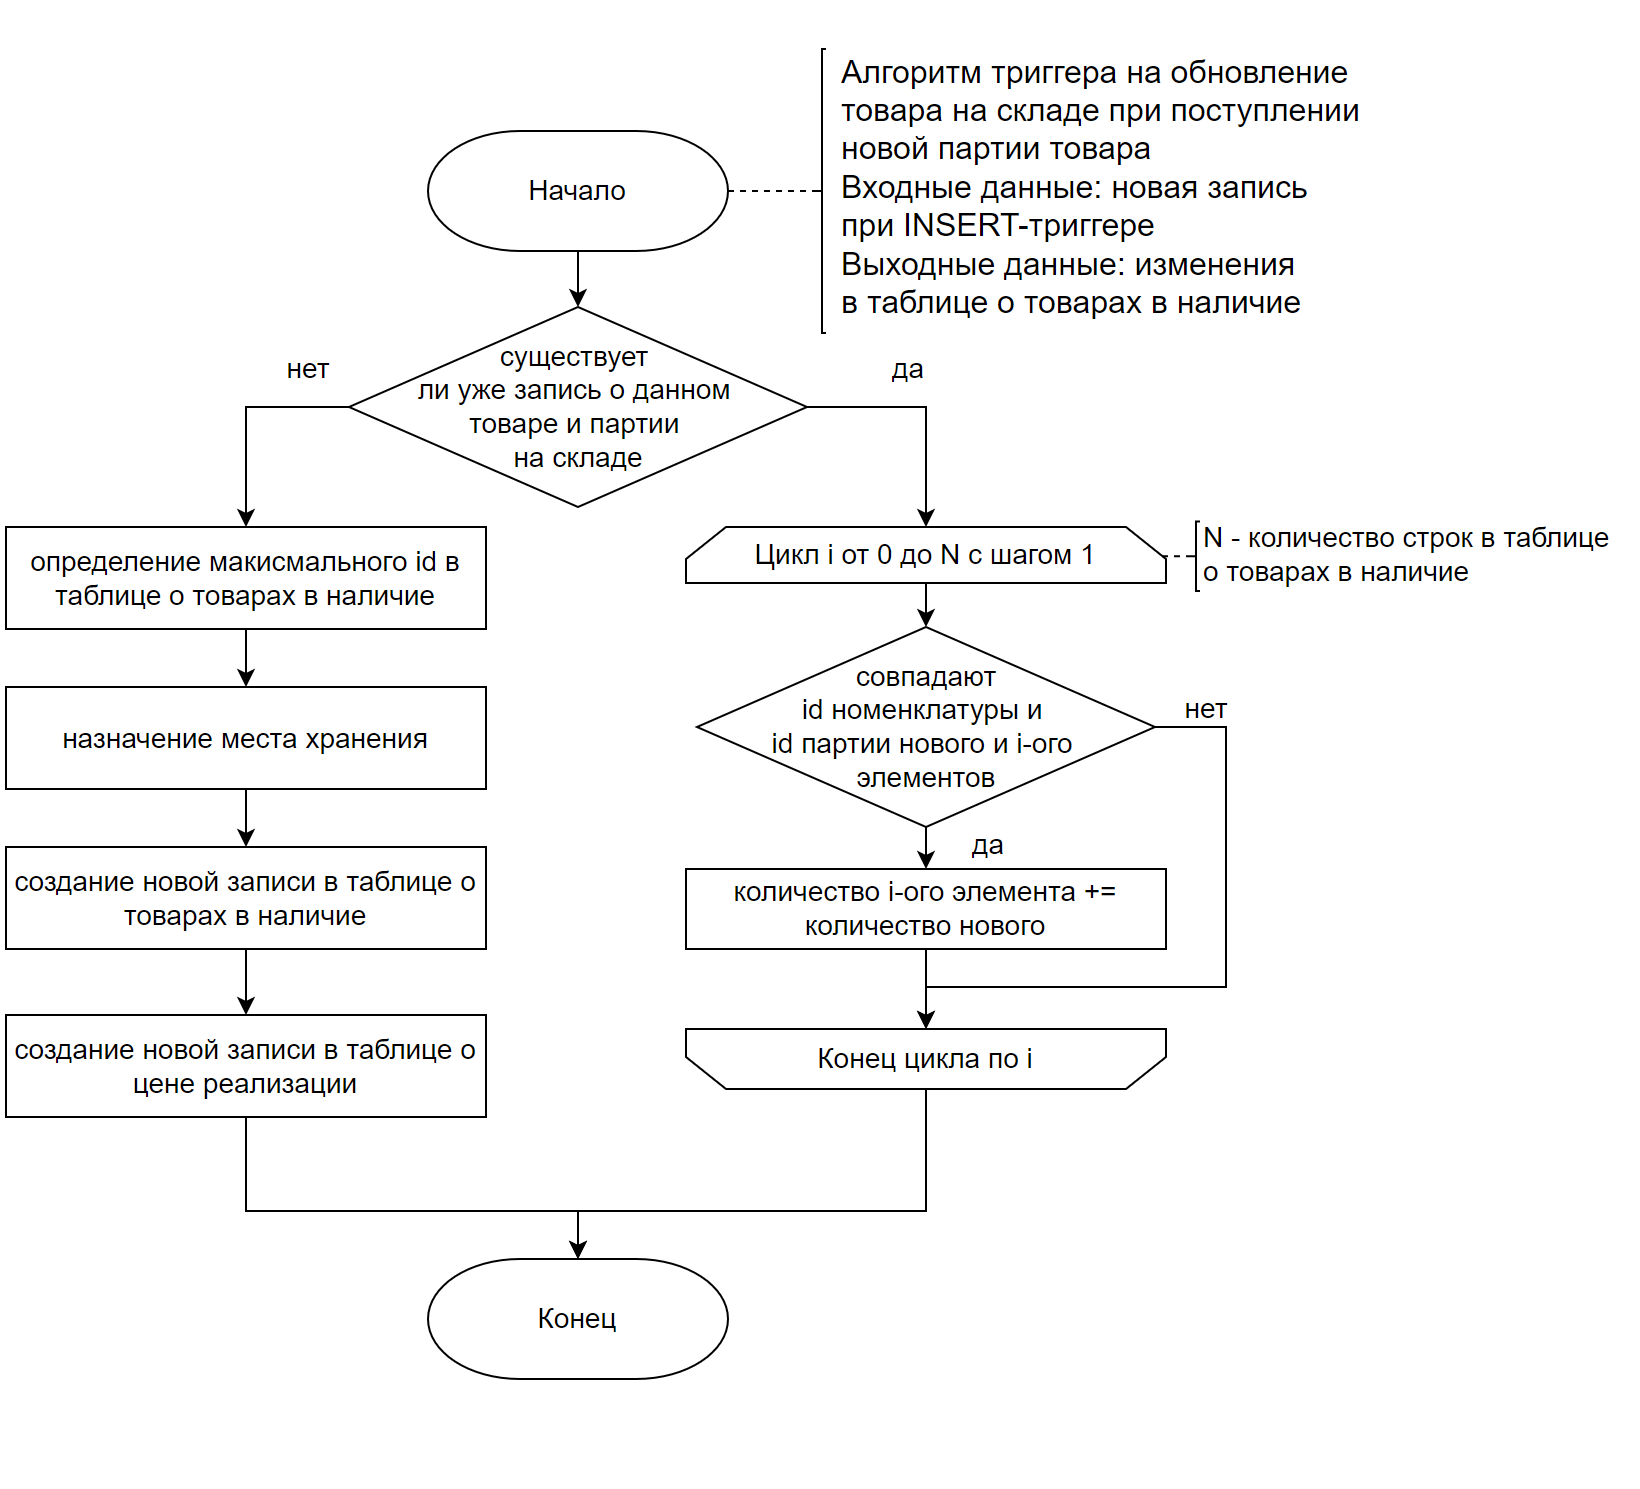 Алгоритм триггера на обновление
товара на складе при поступлении
новой партии товара
Входные данные: новая запись
при INSERT-триггере
Выходные данные: изменения
в таблице о товарах в наличие
Начало
существует
ли уже запись о данном
товаре и партии
на складе
нет
да
определение макисмального id в
таблице о товарах в наличие
назначение места хранения
создание новой записи в таблице о
товарах в наличие
создание новой записи в таблице о
цене реализации
Цикл i от 0 до N с шагом 1
N - количество строк в таблице
о товарах в наличие
совпадают
id номенклатуры и
id партии нового и i-ого
элементов
нет
да
количество i-ого элемента +=
количество нового
Конец цикла по i
Конец